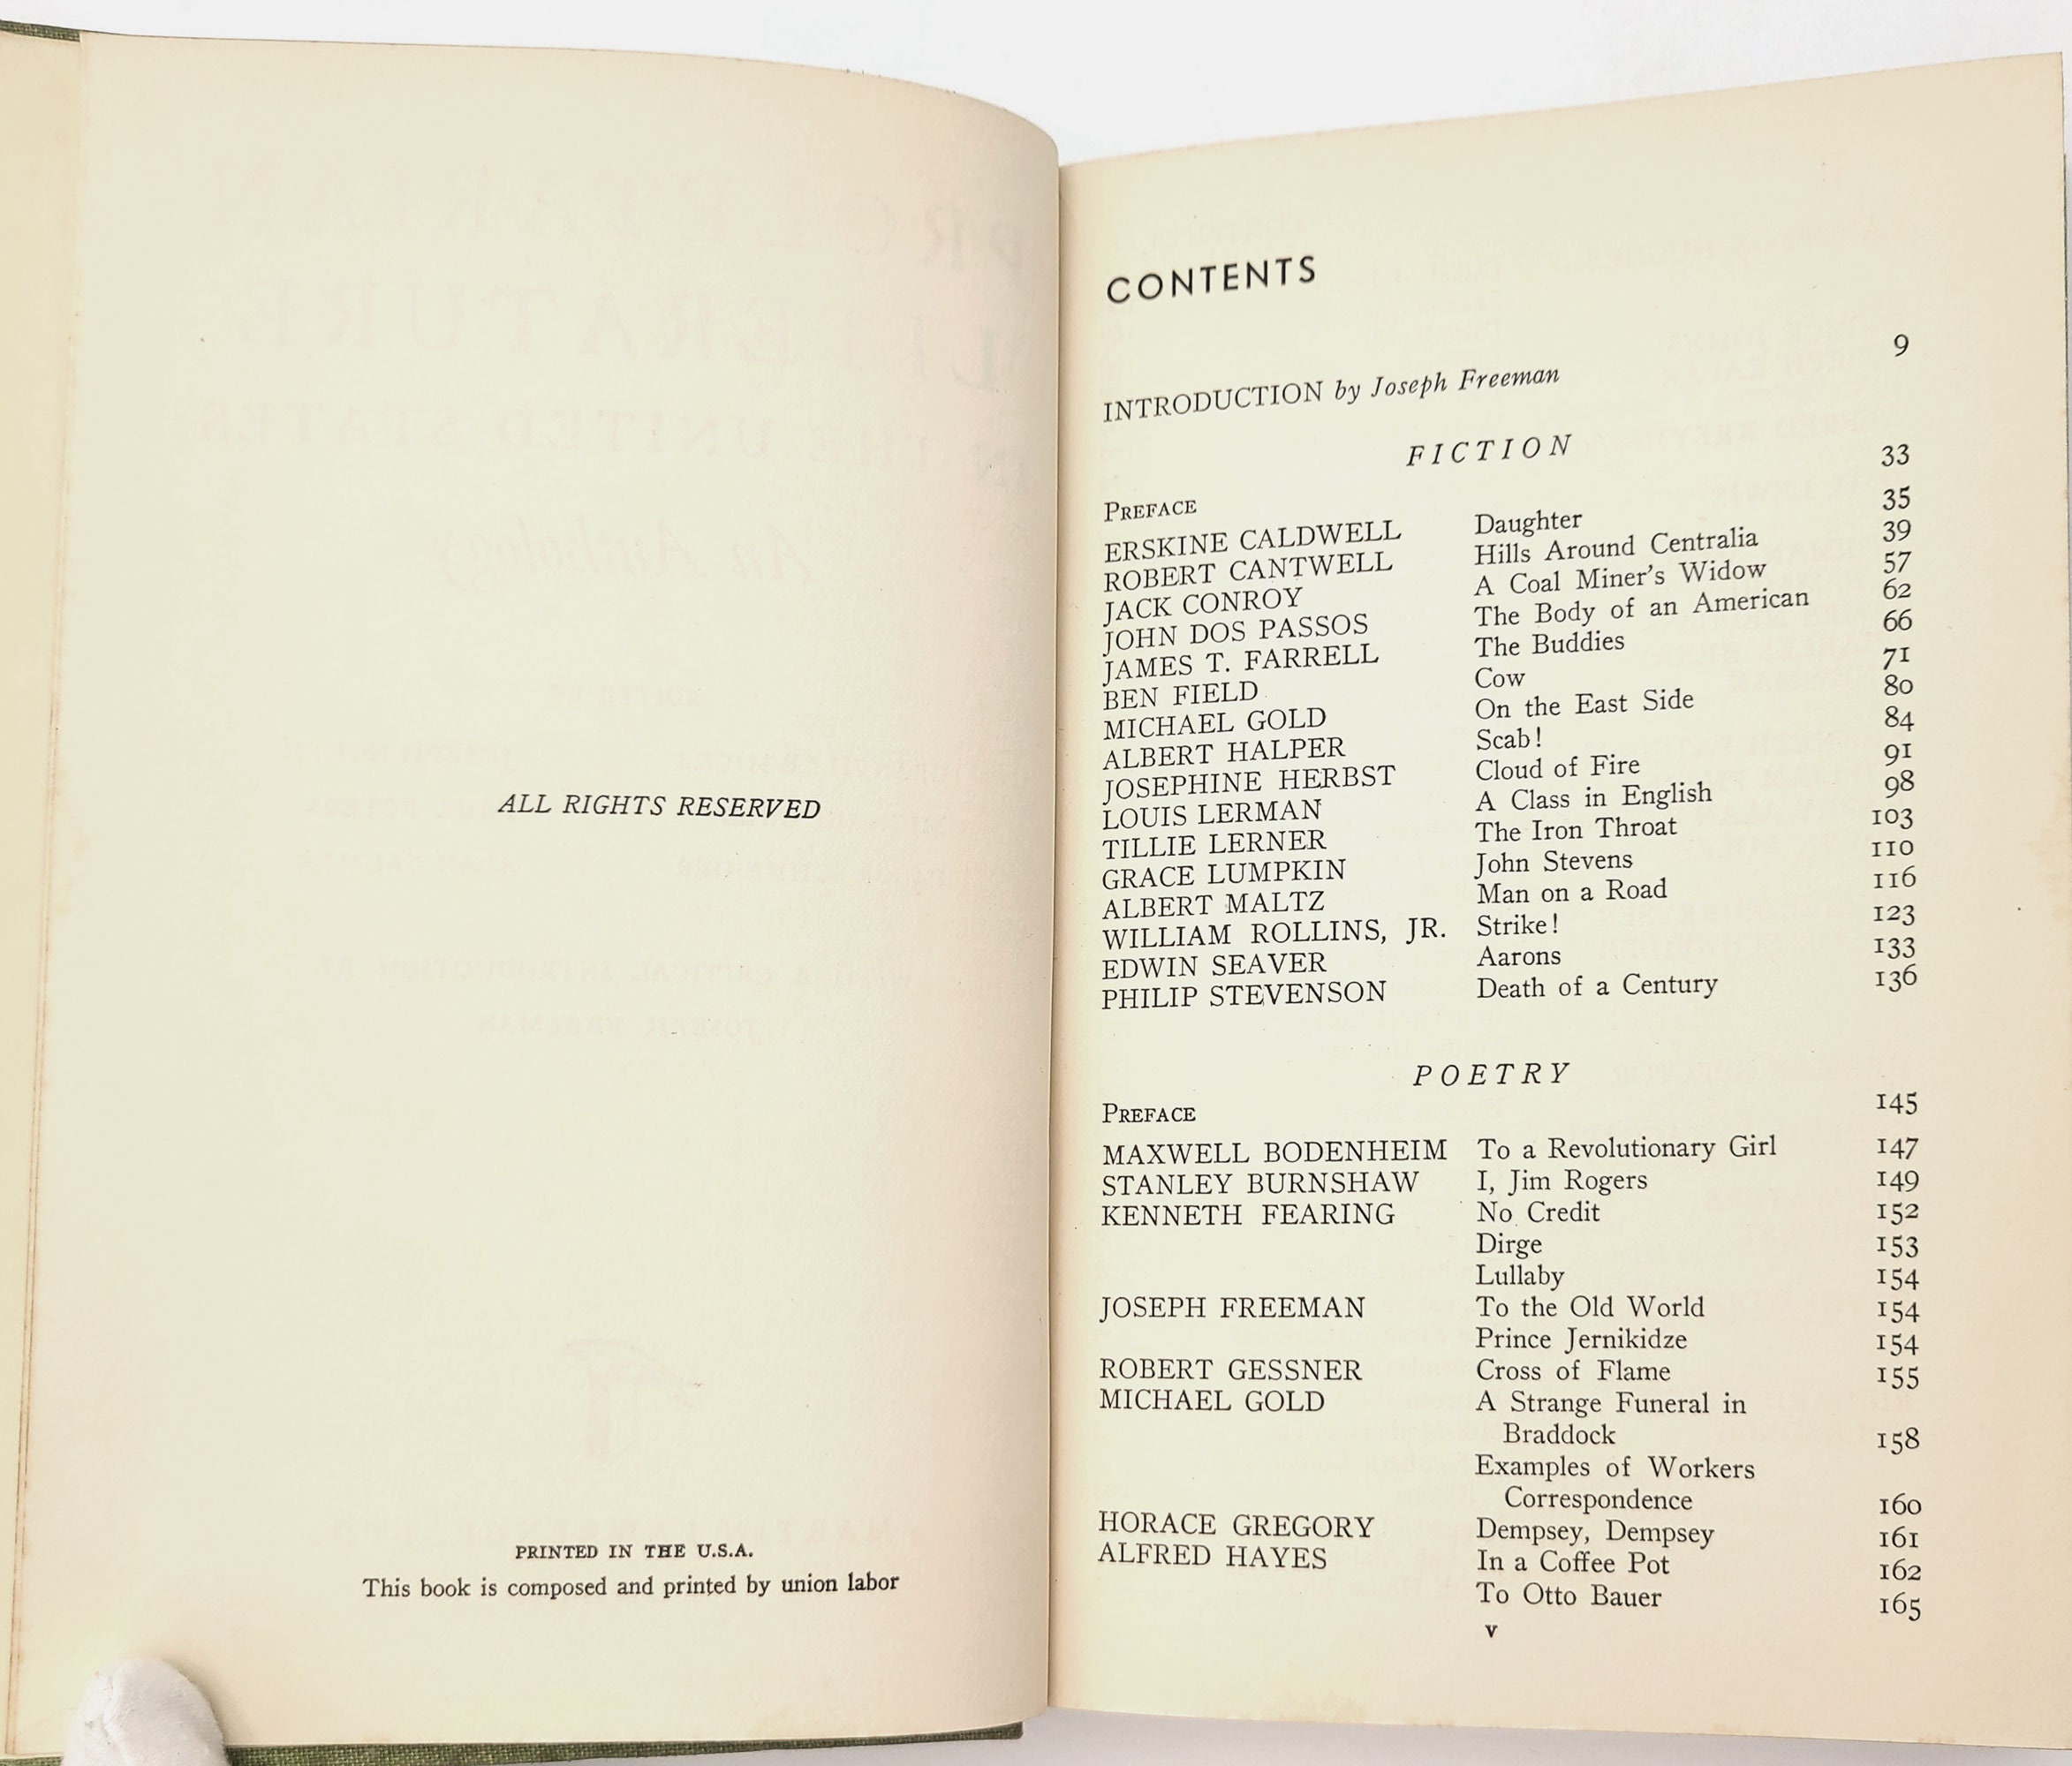 ALL RIGHTS RESERVED
PRINTED IN THE U.S.A.
This book is composed and printed by union labor
CONTENTS
INTRODUCTION by Joseph Freeman 9
FICTION
PREFACE 33
ERSKINE CALDWELL Daughter 35
ROBERT CANTWELL Hills Around Centralia 39
JACK CONROY A Coal Miner's Widow 57
JOHN DOS PASSOS The Body of an American 62
JAMES T. FARRELL The Buddies 66
BEN FIELD Cow 71
MICHAEL GOLD On the East Side 80
ALBERT HALPER Scab! 84
JOSEPHINE HERBST Cloud of Fire 91
LOUIS LERMAN A Class in English 98
TILLIE LERNER The Iron Throat 103
GRACE LUMPKIN John Stevens 110
ALBERT MALTZ Man on a Road 116
WILLIAM ROLLINS, JR. Strike! 123
EDWIN SEAVER Aarons 133
PHILIP STEVENSON Death of a Century 136
POETRY
PREFACE 145
MAXWELL BODENHEIM To a Revolutionary Girl 147
STANLEY BURNSHAW I, Jim Rogers 149
KENNETH FEARING No Credit 152
Dirge 153
Lullaby 154
JOSEPH FREEMAN To the Old World 154
Prince Jernikidze 154
ROBERT GESSNER Cross of Flame 155
MICHAEL GOLD A Strange Funeral in
Braddock 158
Examples of Workers
Correspondence 160
HORACE GREGORY Dempsey, Dempsey 161
ALFRED HAYES In a Coffee Pot 162
To Otto Bauer 165
v